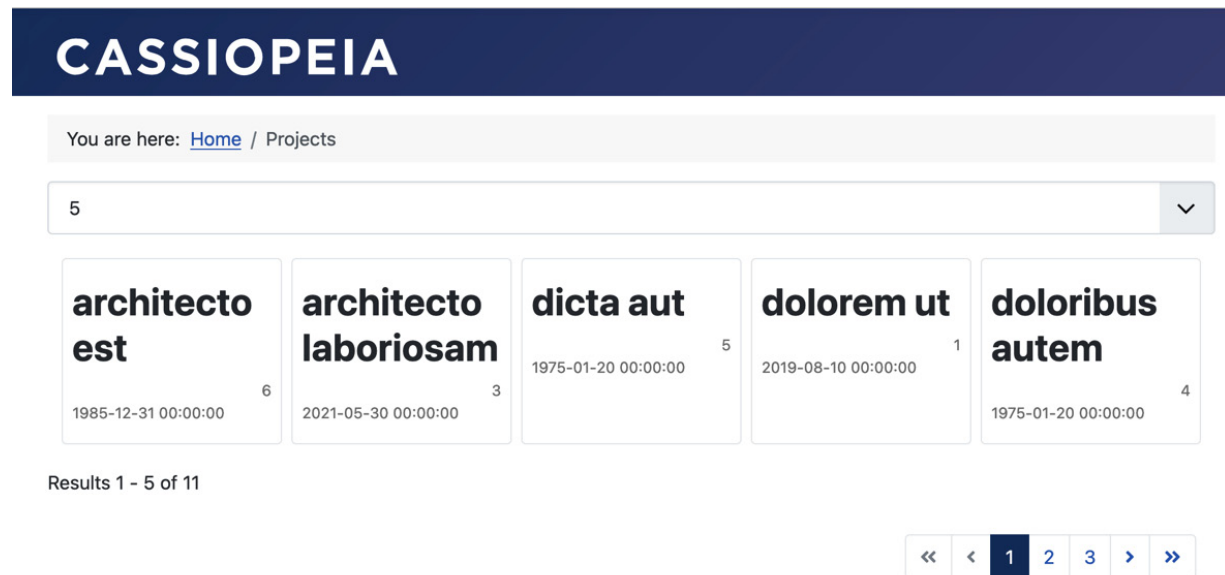 CASSIOPEIA
You are here: Home / Projects
5
architecto
est
6
1985-12-31 00:00:00
architecto
laboriosam
3
2021-05-30 00:00:00
dicta aut
5
1975-01-20 00:00:00
dolorem ut
1
2019-08-10 00:00:00
doloribus
autem
4
1975-01-20 00:00:00
Results 1 - 5 of 11
« ‹ 1 2 3 › »